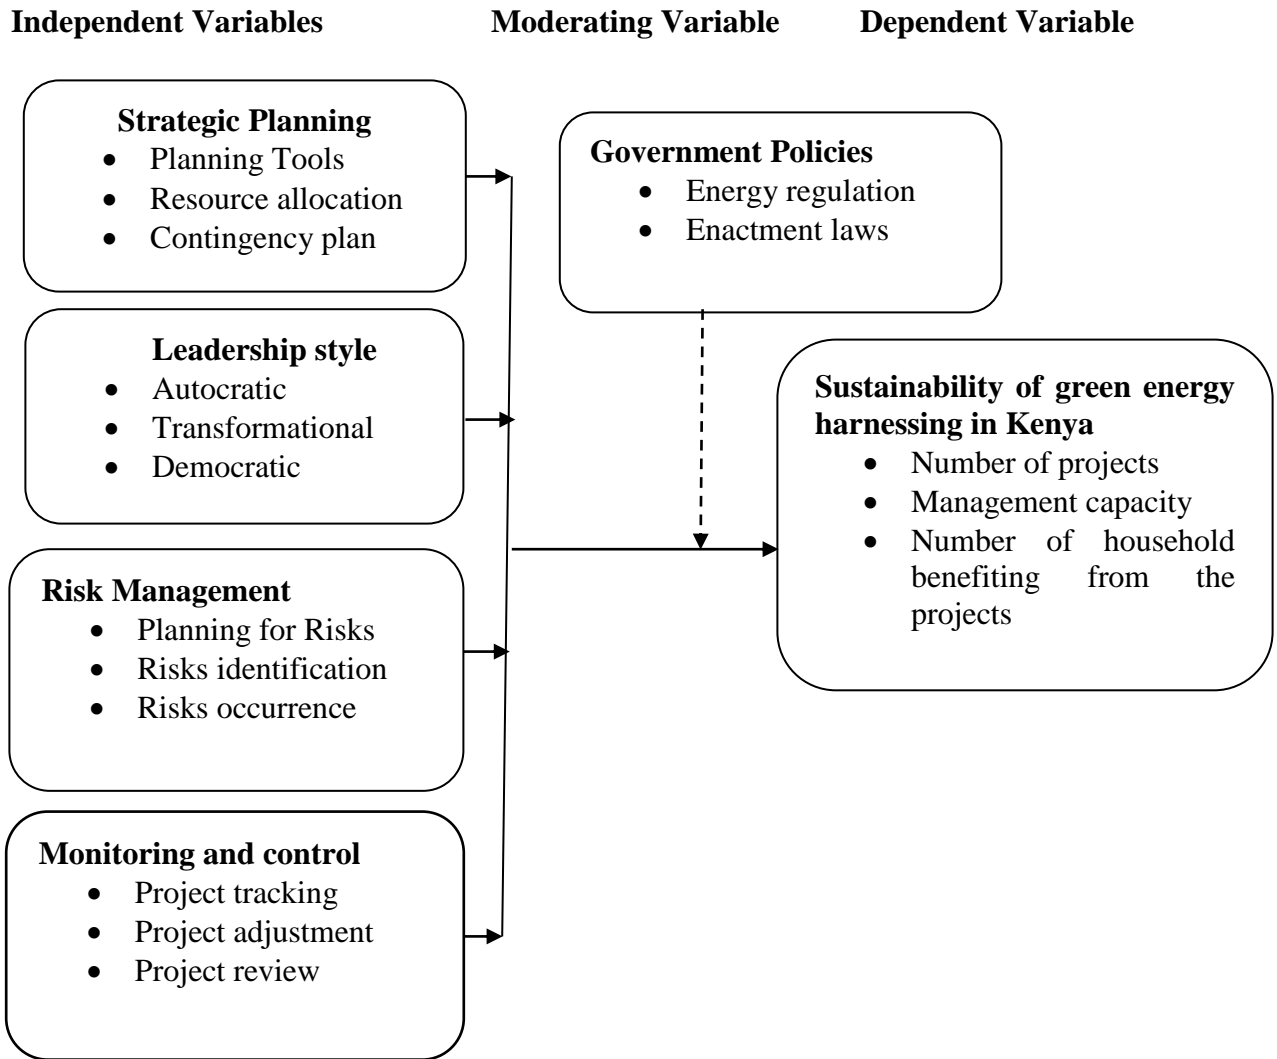 Independent Variables
Moderating Variable
Dependent Variable
Strategic Planning
• Planning Tools
• Resource allocation
• Contingency plan
Leadership style
• Autocratic
• Transformational
• Democratic
Risk Management
• Planning for Risks
• Risks identification
• Risks occurrence
Monitoring and control
• Project tracking
• Project adjustment
• Project review
Government Policies
• Energy regulation
• Enactment laws
Sustainability of green energy
harnessing in Kenya
• Number of projects
• Management capacity
• Number of household
benefiting from the
projects